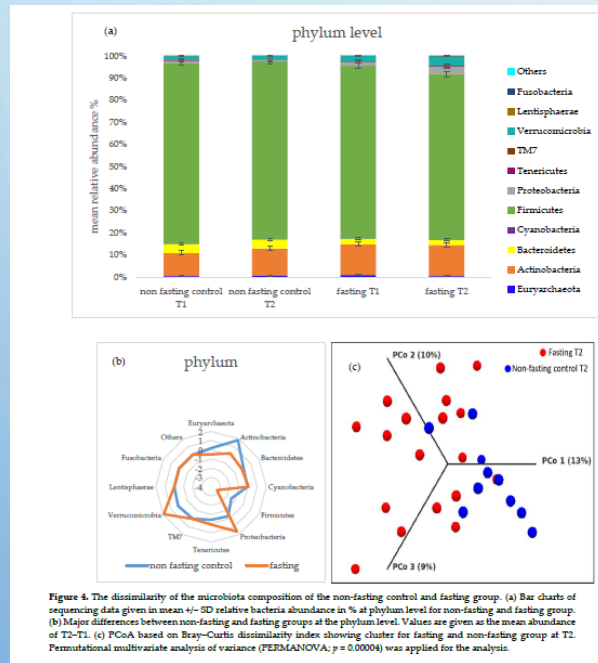 (a)
phylum level
100%
90%
80%
70%
60%
50%
40%
30%
20%
10%
0%
mean relative abundance %
non fasting control T1
non fasting control T2
fasting T1
fasting T2
Others
Fusobacteria
Lentisphaerae
Verrucomicrobia
TM7
Tenericutes
Proteobacteria
Firmicutes
Cyanobacteria
Bacteroidetes
Actinobacteria
Euryarchaeota
(b)
phylum
Euryarchaeota
Actinobacteria
Bacteroidetes
Cyanobacteria
Firmicutes
Proteobacteria
Tenericutes
TM7
Verrucomicrobia
Lentisphaerae
Fusobacteria
Others
2
1
0
-1
-2
-3
-4
non fasting control
fasting
(c)
PCo 2 (10%)
Fasting T2
Non-fasting control T2
PCo 1 (13%)
PCo 3 (9%)
Figure 4. The dissimilarity of the microbiota composition of the non-fasting control and fasting group. (a) Bar charts of
sequencing data given in mean +/− SD relative bacteria abundance in % at phylum level for non-fasting and fasting group.
(b) Major differences between non-fasting and fasting groups at the phylum level. Values are given as the mean abundance
of T2–T1. (c) PCoA based on Bray–Curtis dissimilarity index showing cluster for fasting and non-fasting group at T2.
Permutational multivariate analysis of variance (PERMANOVA; p = 0.00004) was applied for the analysis.